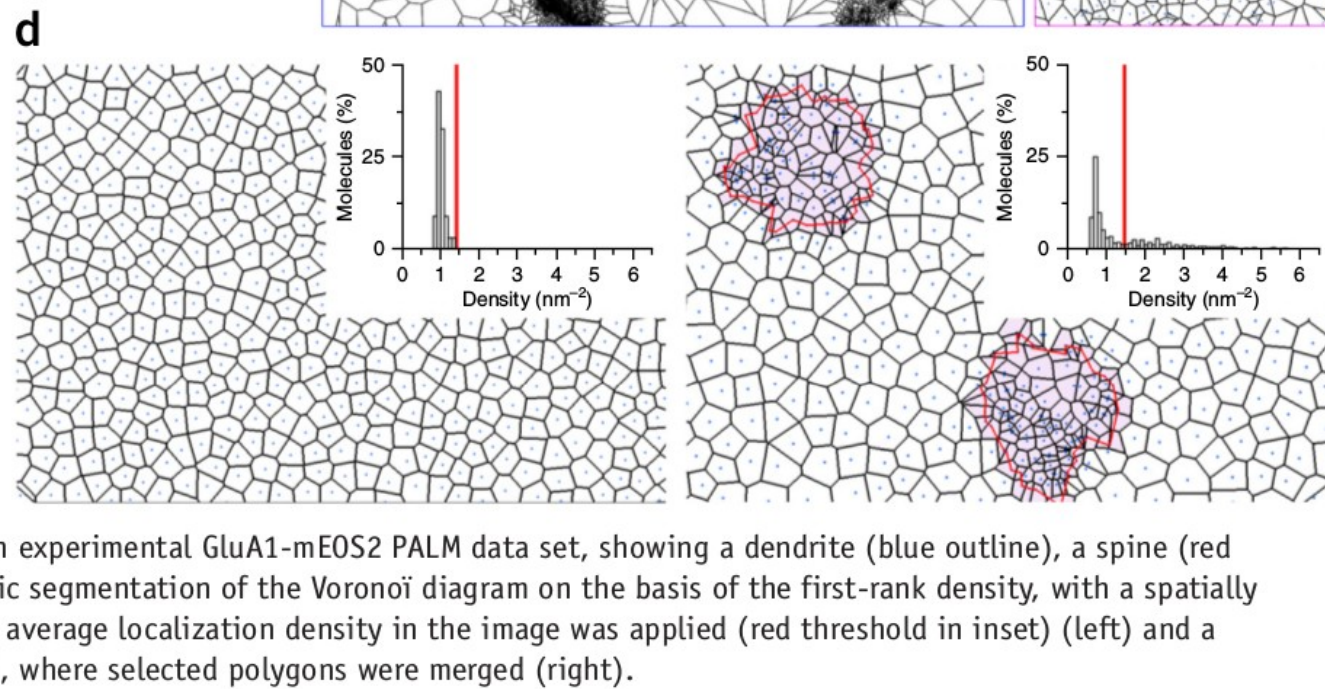 d
50
25
0
Molecules (%)
0 1 2 3 4 5 6
Density (nm⁻²)
50
25
0
Molecules (%)
0 1 2 3 4 5 6
Density (nm⁻²)
experimental GluA1-mEOS2 PALM data set, showing a dendrite (blue outline), a spine (red
segmentation of the Voronoï diagram on the basis of the first-rank density, with a spatially
average localization density in the image was applied (red threshold in inset) (left) and a
, where selected polygons were merged (right).